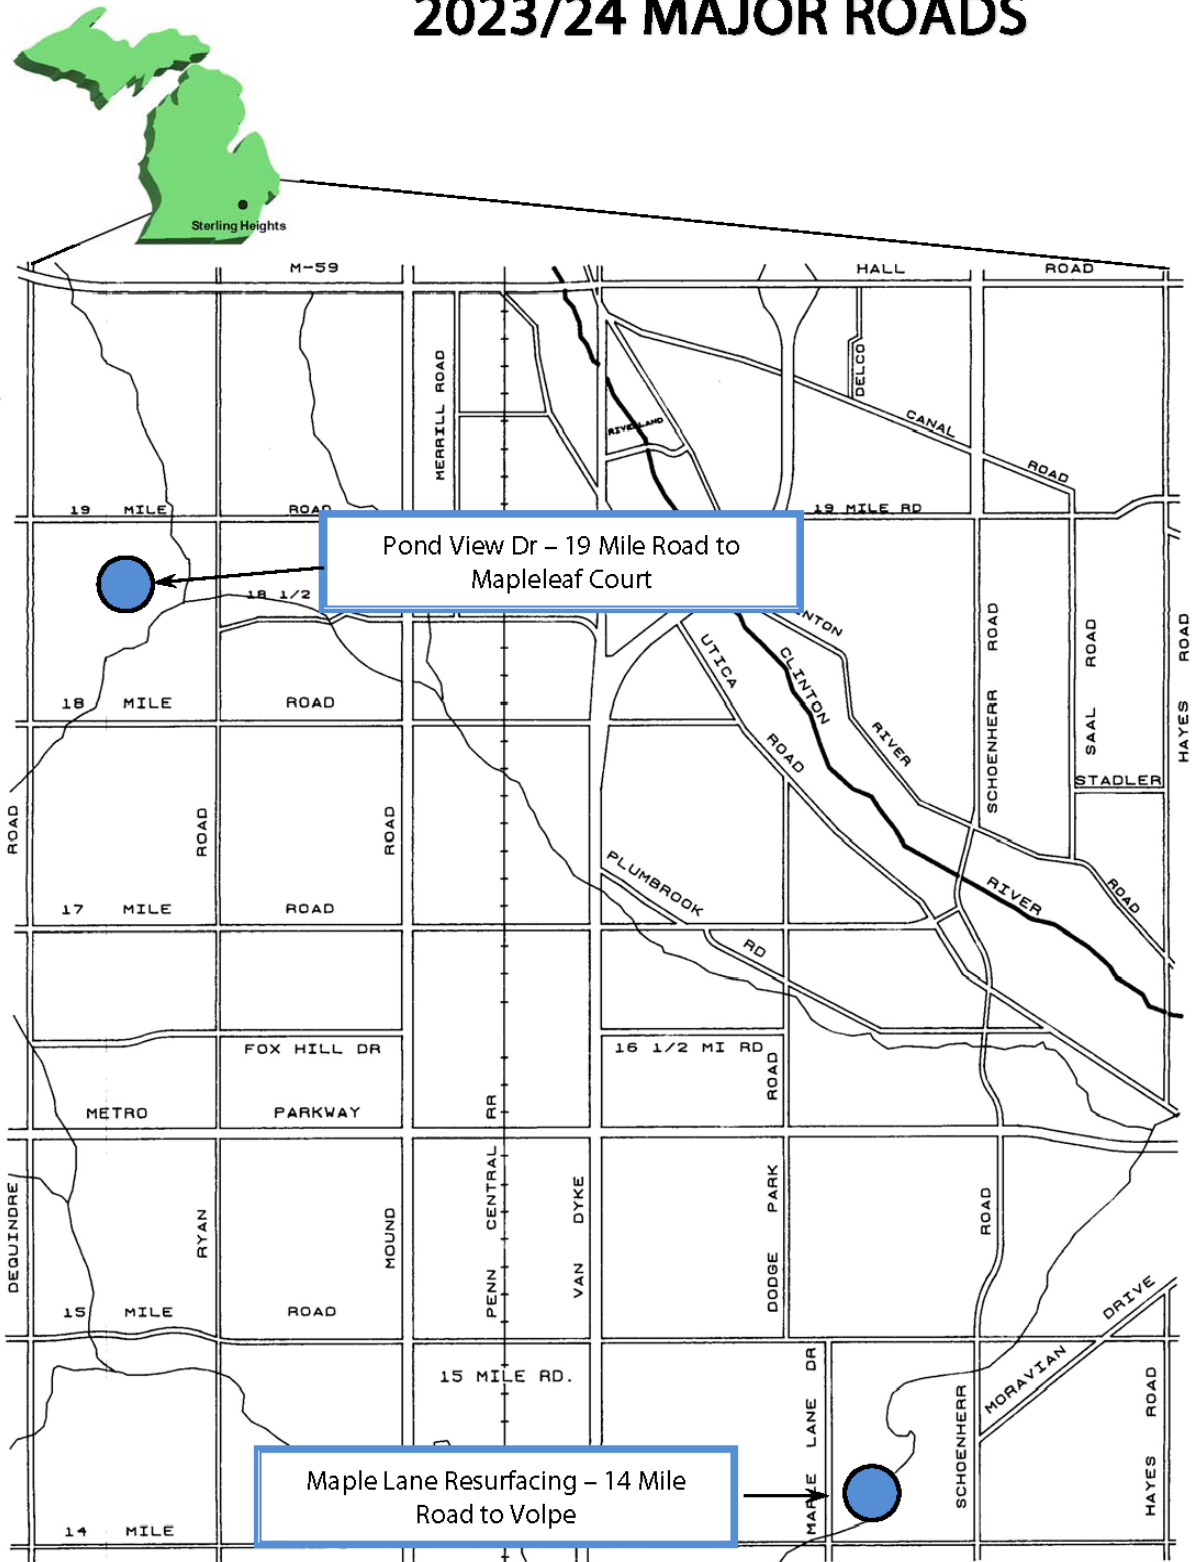 2023/24 MAJOR ROADS
Sterling Heights
M-59
HALL
ROAD
MERRILL ROAD
DELCO
RIVERLAND
CANAL
ROAD
19 MILE
ROAD
19 MILE RD
Pond View Dr – 19 Mile Road to
Mapleleaf Court
18 1/2
NTON
UTICA
ROAD
CLINTON
RIVER
RIVER
ROAD
SCHOENHERR ROAD
SAAL ROAD
HAYES ROAD
STADLER
18 MILE
ROAD
ROAD
ROAD
ROAD
PLUMBROOK
RD
17 MILE
ROAD
FOX HILL DR
16 1/2 MI RD
ROAD
METRO
PARKWAY
RR
DEQUINDRE
RYAN
MOUND
PENN CENTRAL
VAN DYKE
DODGE PARK
ROAD
15 MILE
ROAD
15 MILE RD.
MORAVIAN
DRIVE
MAPLE LANE DR
SCHOENHERR
HAYES ROAD
Maple Lane Resurfacing – 14 Mile
Road to Volpe
14 MILE